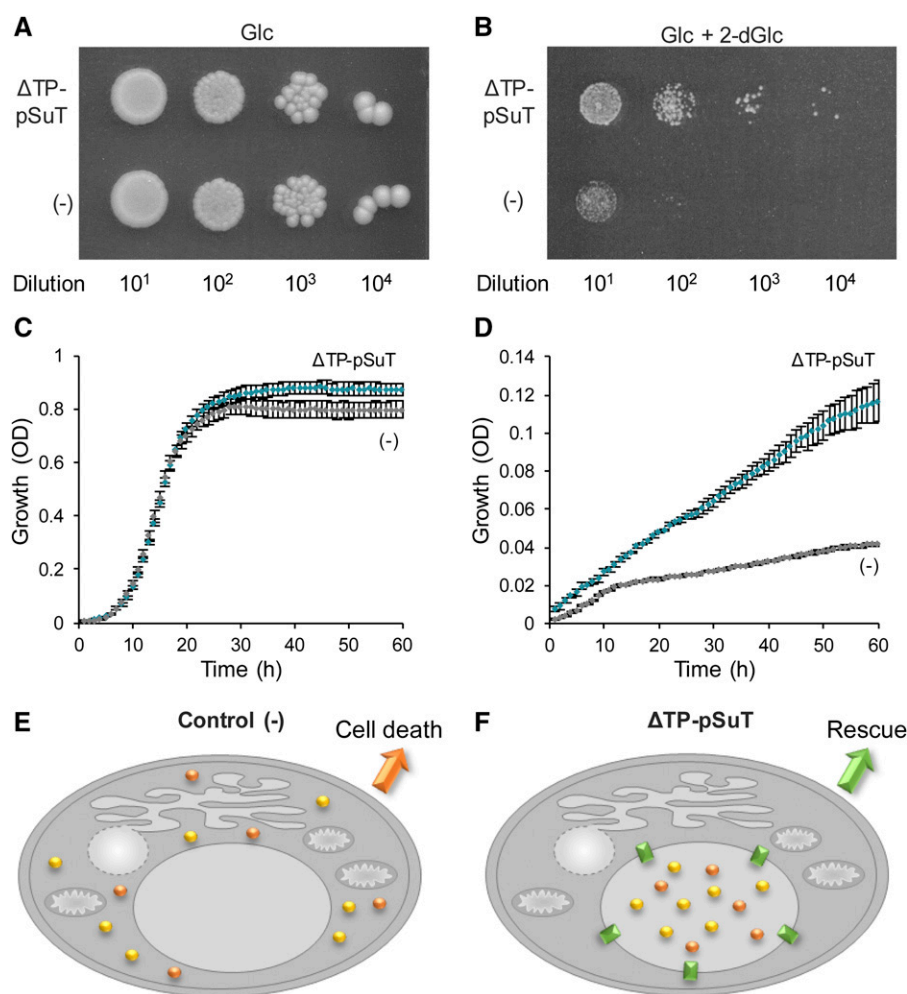 A
Glc
ΔTP-
pSuT
(-)
Dilution 10¹ 10² 10³ 10⁴
B
Glc + 2-dGlc
ΔTP-
pSuT
(-)
Dilution 10¹ 10² 10³ 10⁴
C
Growth (OD)
1
0.8
0.6
0.4
0.2
0
ΔTP-pSuT
(-)
0 10 20 30 40 50 60
Time (h)
D
Growth (OD)
0.14
0.12
0.10
0.08
0.06
0.04
0.02
0
ΔTP-pSuT
(-)
0 10 20 30 40 50 60
Time (h)
E
Control (-)
Cell death
F
ΔTP-pSuT
Rescue